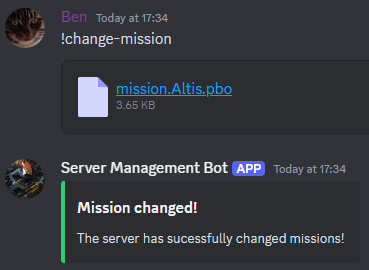 Ben Today at 17:34
!change-mission
mission.Altis.pbo
3.65 KB
Server Management Bot APP Today at 17:34
Mission changed!
The server has sucessfully changed missions!